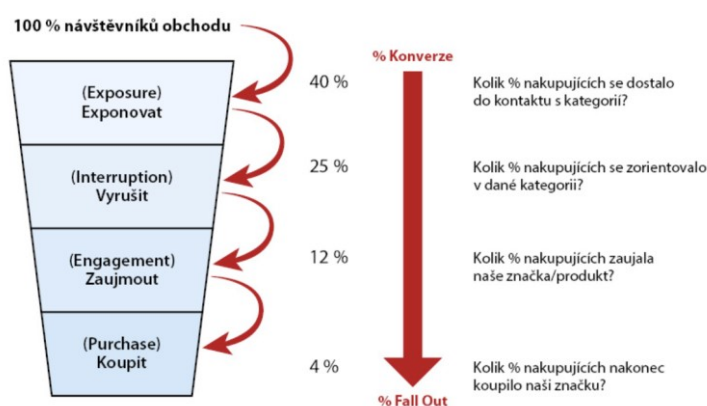 100 % návštěvníků obchodu
% Konverze
(Exposure)
Exponovat
40 %
Kolik % nakupujících se dostalo
do kontaktu s kategorií?
(Interruption)
Vyrušit
25 %
Kolik % nakupujících se zorientovalo
v dané kategorii?
(Engagement)
Zaujmout
12 %
Kolik % nakupujících zaujala
naše značka/produkt?
(Purchase)
Koupit
4 %
Kolik % nakupujících nakonec
koupilo naši značku?
% Fall Out